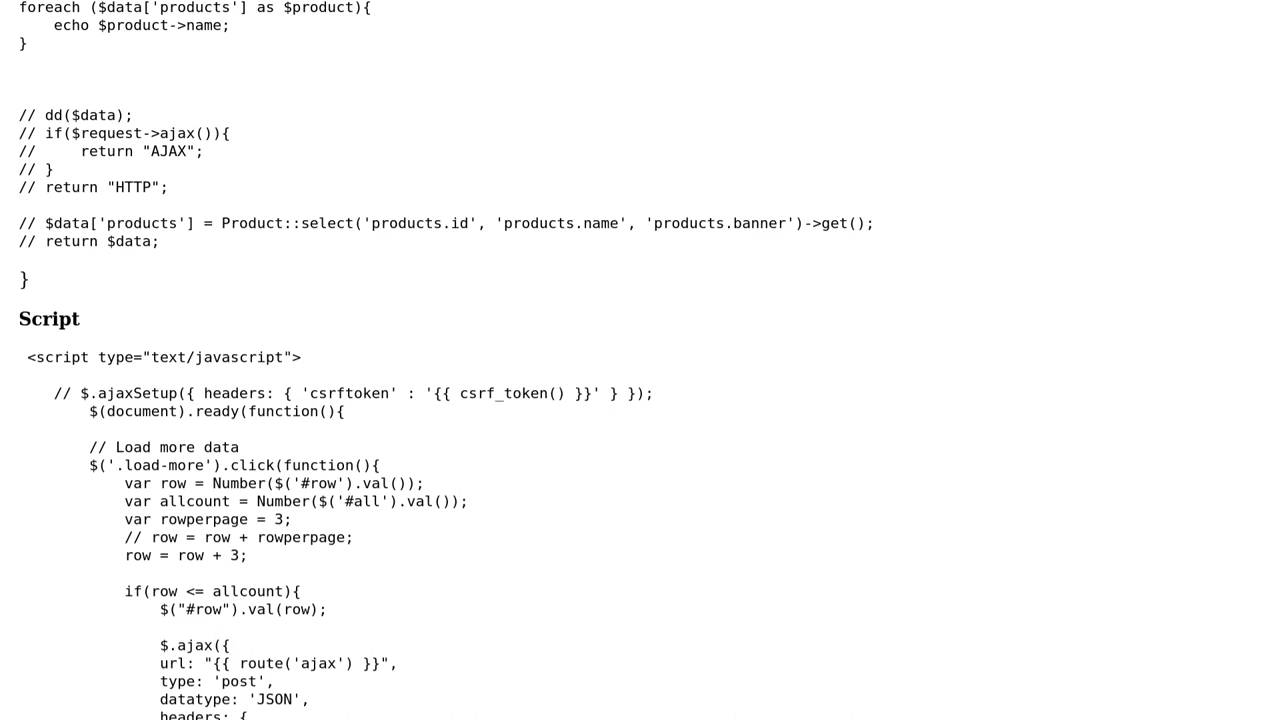 foreach ($data['products'] as $product){
    echo $product->name;
}
// dd($data);
// if($request->ajax()){
//     return "AJAX";
// }
// return "HTTP";
// $data['products'] = Product::select('products.id', 'products.name', 'products.banner')->get();
// return $data;
}
Script
<script type="text/javascript">
    // $.ajaxSetup({ headers: { 'csrftoken' : '{{ csrf_token() }}' } });
        $(document).ready(function(){
        // Load more data
        $('.load-more').click(function(){
            var row = Number($('#row').val());
            var allcount = Number($('#all').val());
            var rowperpage = 3;
            // row = row + rowperpage;
            row = row + 3;
            if(row <= allcount){
                $("#row").val(row);
                $.ajax({
                url: "{{ route('ajax') }}",
                type: 'post',
                datatype: 'JSON',
                headers: {